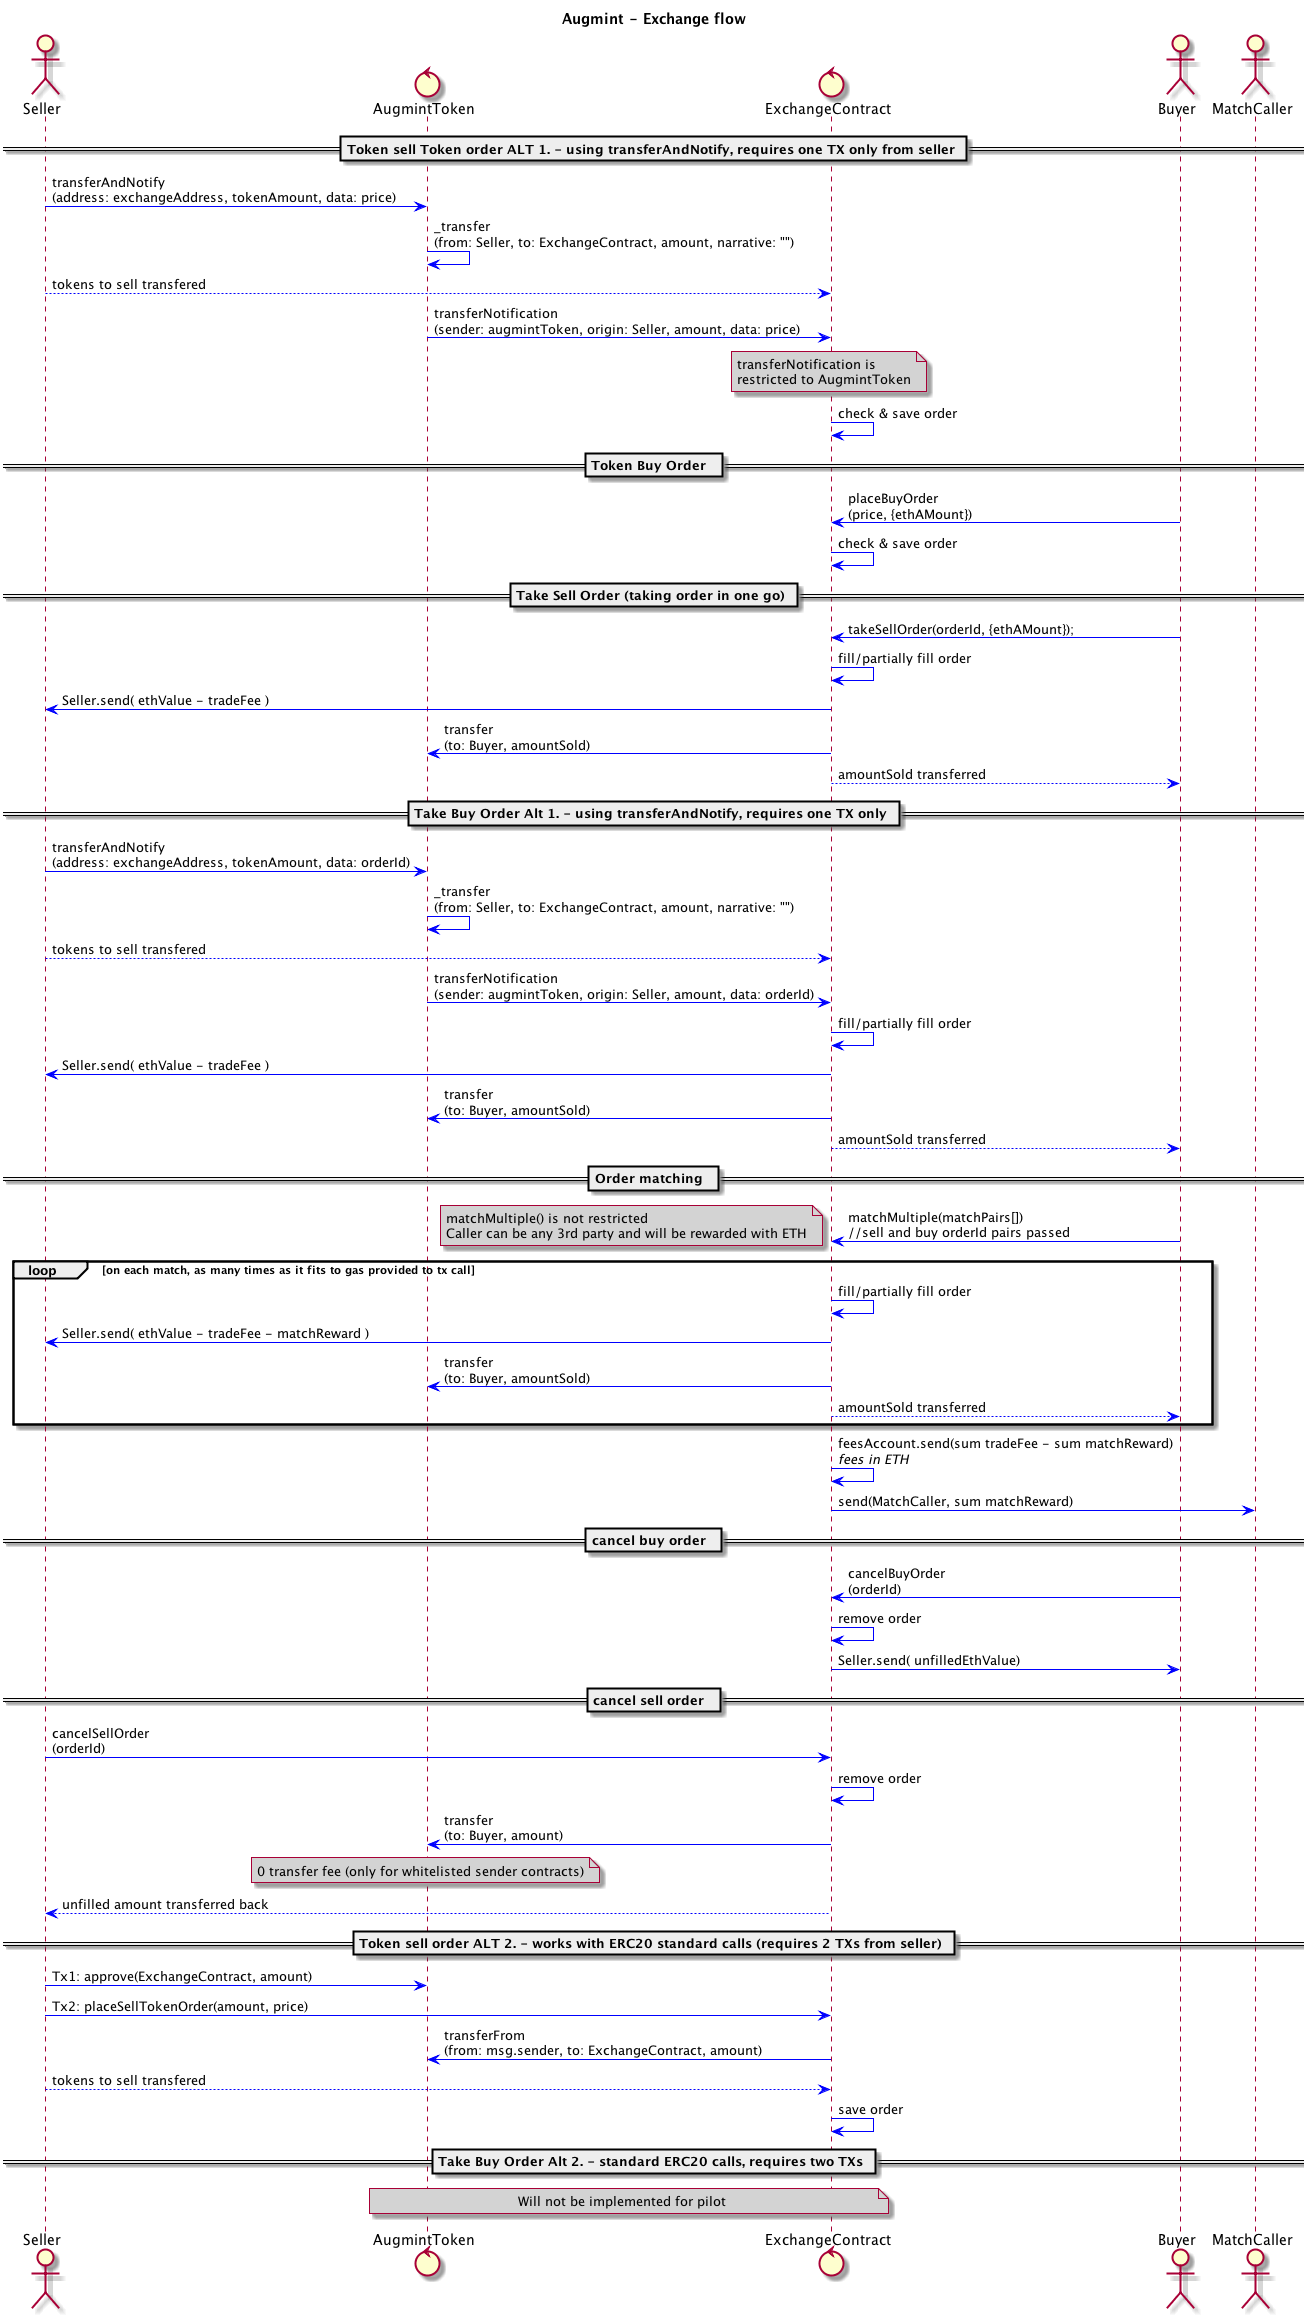 Augmint - Exchange flow
Seller
AugmintToken
ExchangeContract
Buyer
MatchCaller
Token sell Token order ALT 1. - using transferAndNotify, requires one TX only from seller
transferAndNotify
(address: exchangeAddress, tokenAmount, data: price)
_transfer
(from: Seller, to: ExchangeContract, amount, narrative: "")
tokens to sell transfered
transferNotification
(sender: augmintToken, origin: Seller, amount, data: price)
transferNotification is
restricted to AugmintToken
check & save order
Token Buy Order
placeBuyOrder
(price, {ethAMount})
check & save order
Take Sell Order (taking order in one go)
takeSellOrder(orderId, {ethAMount});
fill/partially fill order
Seller.send( ethValue - tradeFee )
transfer
(to: Buyer, amountSold)
amountSold transferred
Take Buy Order Alt 1. - using transferAndNotify, requires one TX only
transferAndNotify
(address: exchangeAddress, tokenAmount, data: orderId)
_transfer
(from: Seller, to: ExchangeContract, amount, narrative: "")
tokens to sell transfered
transferNotification
(sender: augmintToken, origin: Seller, amount, data: orderId)
fill/partially fill order
Seller.send( ethValue - tradeFee )
transfer
(to: Buyer, amountSold)
amountSold transferred
Order matching
matchMultiple() is not restricted
Caller can be any 3rd party and will be rewarded with ETH
matchMultiple(matchPairs[])
//sell and buy orderId pairs passed
loop
[on each match, as many times as it fits to gas provided to tx call]
fill/partially fill order
Seller.send( ethValue - tradeFee - matchReward )
transfer
(to: Buyer, amountSold)
amountSold transferred
feesAccount.send(sum tradeFee - sum matchReward)
fees in ETH
send(MatchCaller, sum matchReward)
cancel buy order
cancelBuyOrder
(orderId)
remove order
Seller.send( unfilledEthValue)
cancel sell order
cancelSellOrder
(orderId)
remove order
transfer
(to: Buyer, amount)
0 transfer fee (only for whitelisted sender contracts)
unfilled amount transferred back
Token sell order ALT 2. - works with ERC20 standard calls (requires 2 TXs from seller)
Tx1: approve(ExchangeContract, amount)
Tx2: placeSellTokenOrder(amount, price)
transferFrom
(from: msg.sender, to: ExchangeContract, amount)
tokens to sell transfered
save order
Take Buy Order Alt 2. - standard ERC20 calls, requires two TXs
Will not be implemented for pilot
Seller
AugmintToken
ExchangeContract
Buyer
MatchCaller